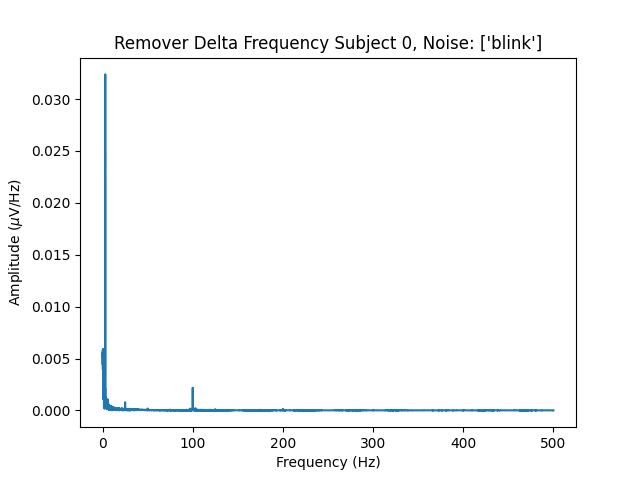 Remover Delta Frequency Subject 0, Noise: ['blink']
0.030
0.025
0.020
0.015
0.010
0.005
0.000
Amplitude (μV/Hz)
0 100 200 300 400 500
Frequency (Hz)